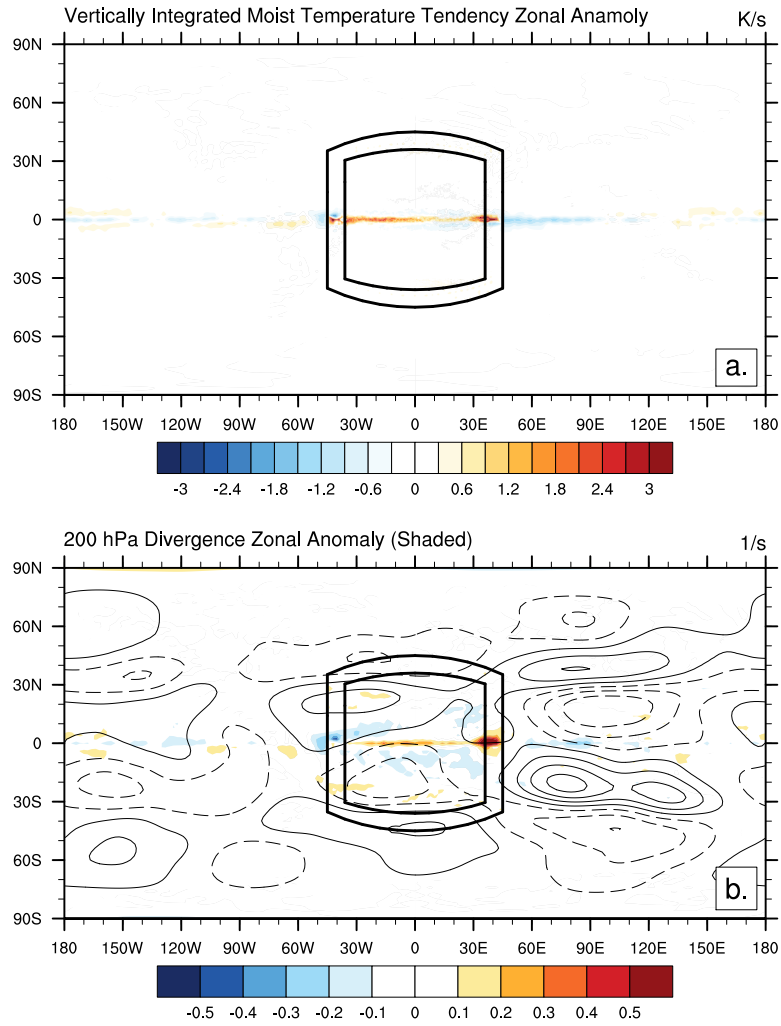 Vertically Integrated Moist Temperature Tendency Zonal Anamoly K/s
90N
60N
30N
0
30S
60S
90S
a.
180 150W 120W 90W 60W 30W 0 30E 60E 90E 120E 150E 180
-3 -2.4 -1.8 -1.2 -0.6 0 0.6 1.2 1.8 2.4 3
200 hPa Divergence Zonal Anomaly (Shaded) 1/s
90N
60N
30N
0
30S
60S
90S
b.
180 150W 120W 90W 60W 30W 0 30E 60E 90E 120E 150E 180
-0.5 -0.4 -0.3 -0.2 -0.1 0 0.1 0.2 0.3 0.4 0.5